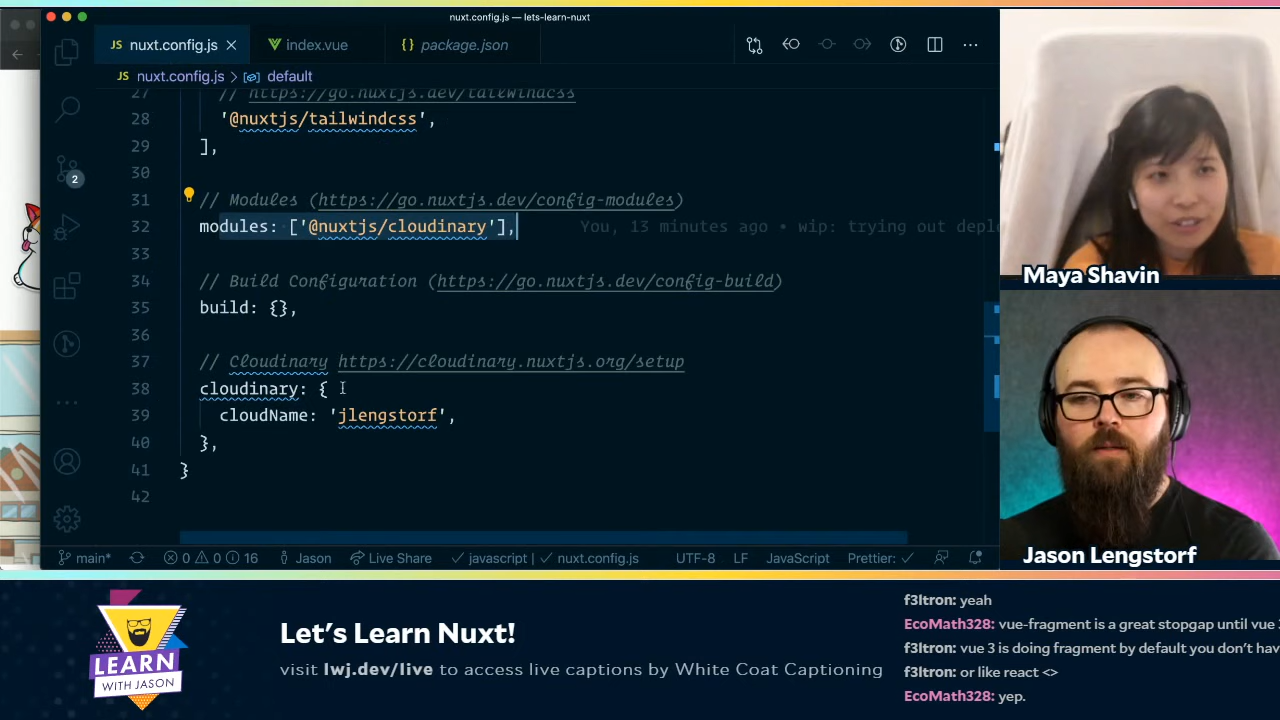 nuxt.config.js — lets-learn-nuxt
JS nuxt.config.js
index.vue
{} package.json
JS nuxt.config.js > default
27 // https://go.nuxtjs.dev/tailwindcss
28 '@nuxtjs/tailwindcss',
29 ],
30
31 // Modules (https://go.nuxtjs.dev/config-modules)
32 modules: ['@nuxtjs/cloudinary'], You, 13 minutes ago • wip: trying out depl
33
34 // Build Configuration (https://go.nuxtjs.dev/config-build)
35 build: {},
36
37 // Cloudinary https://cloudinary.nuxtjs.org/setup
38 cloudinary: {
39 cloudName: 'jlengstorf',
40 },
41 }
42
2
main* 0 0 16 Jason Live Share javascript | nuxt.config.js UTF-8 LF JavaScript Prettier:
Maya Shavin
Jason Lengstorf
LEARN
WITH JASON
Let's Learn Nuxt!
visit lwj.dev/live to access live captions by White Coat Captioning
f3ltron: yeah
EcoMath328: vue-fragment is a great stopgap until vue
f3ltron: vue 3 is doing fragment by default you don't hav
f3ltron: or like react <>
EcoMath328: yep.